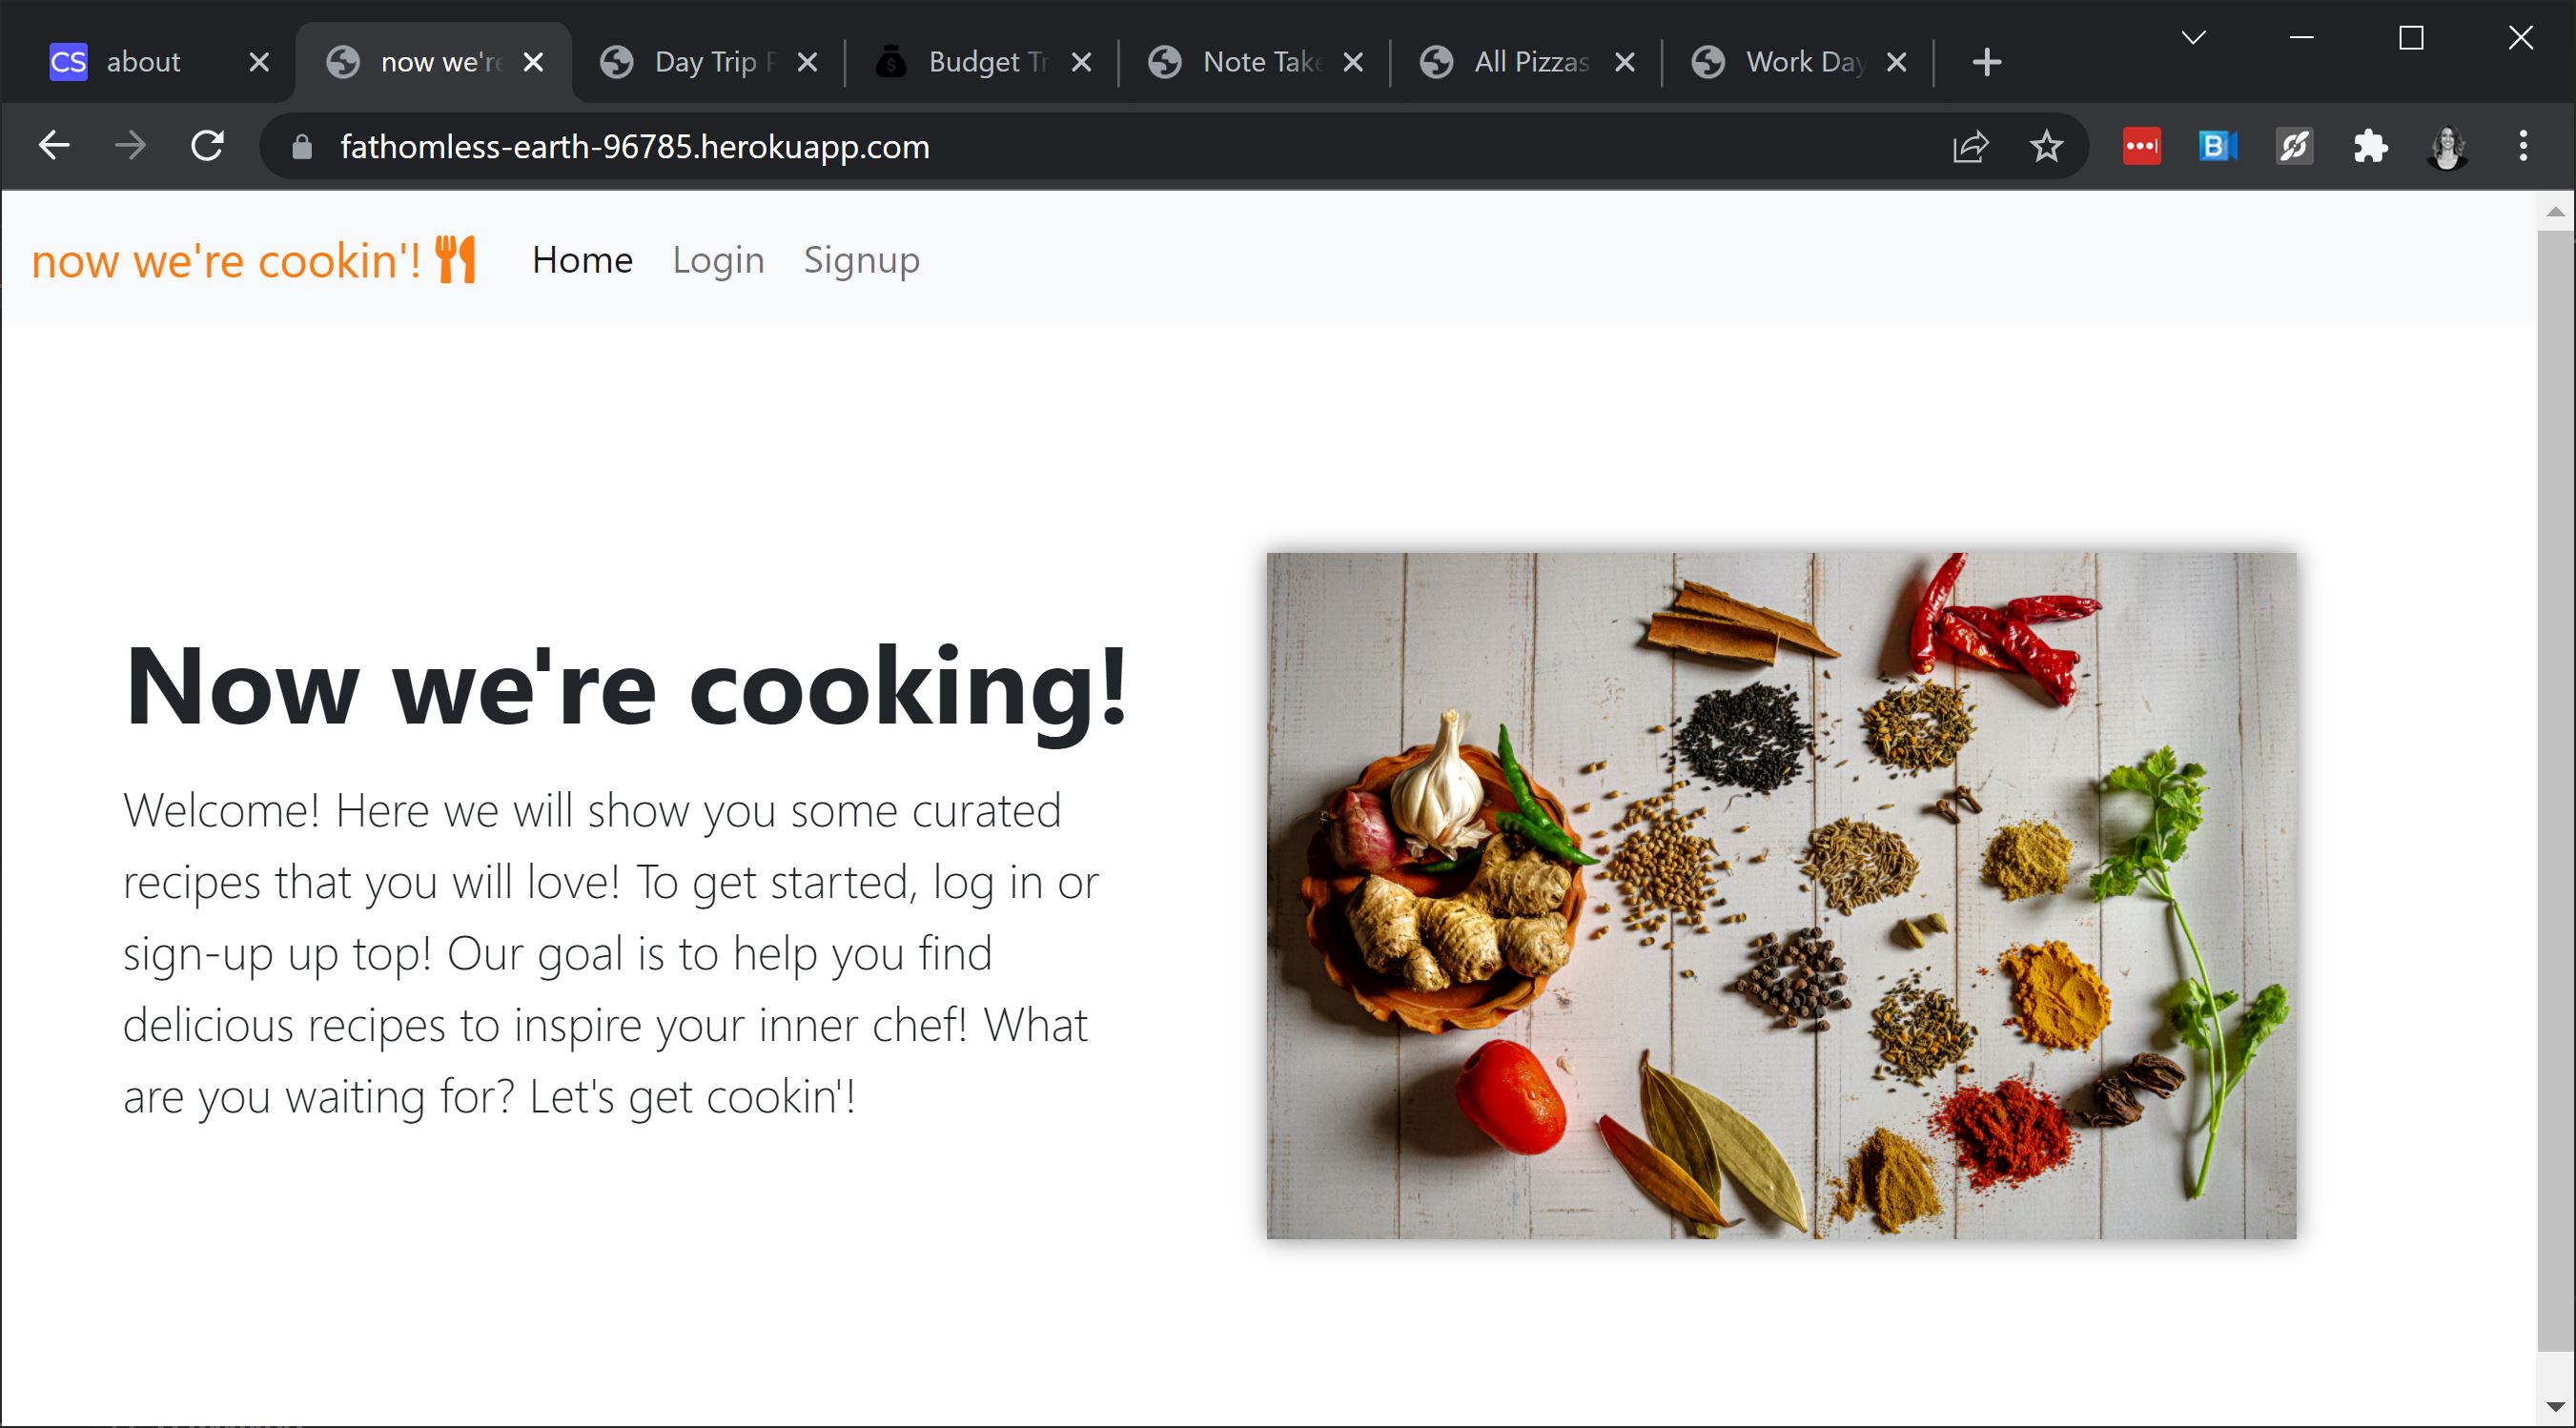 CS about
now we're
Day Trip
Budget Tr
Note Take
All Pizzas
Work Day
fathomless-earth-96785.herokuapp.com
B
now we're cookin'! Home Login Signup
Now we're cooking!
Welcome! Here we will show you some curated
recipes that you will love! To get started, log in or
sign-up up top! Our goal is to help you find
delicious recipes to inspire your inner chef! What
are you waiting for? Let's get cookin'!